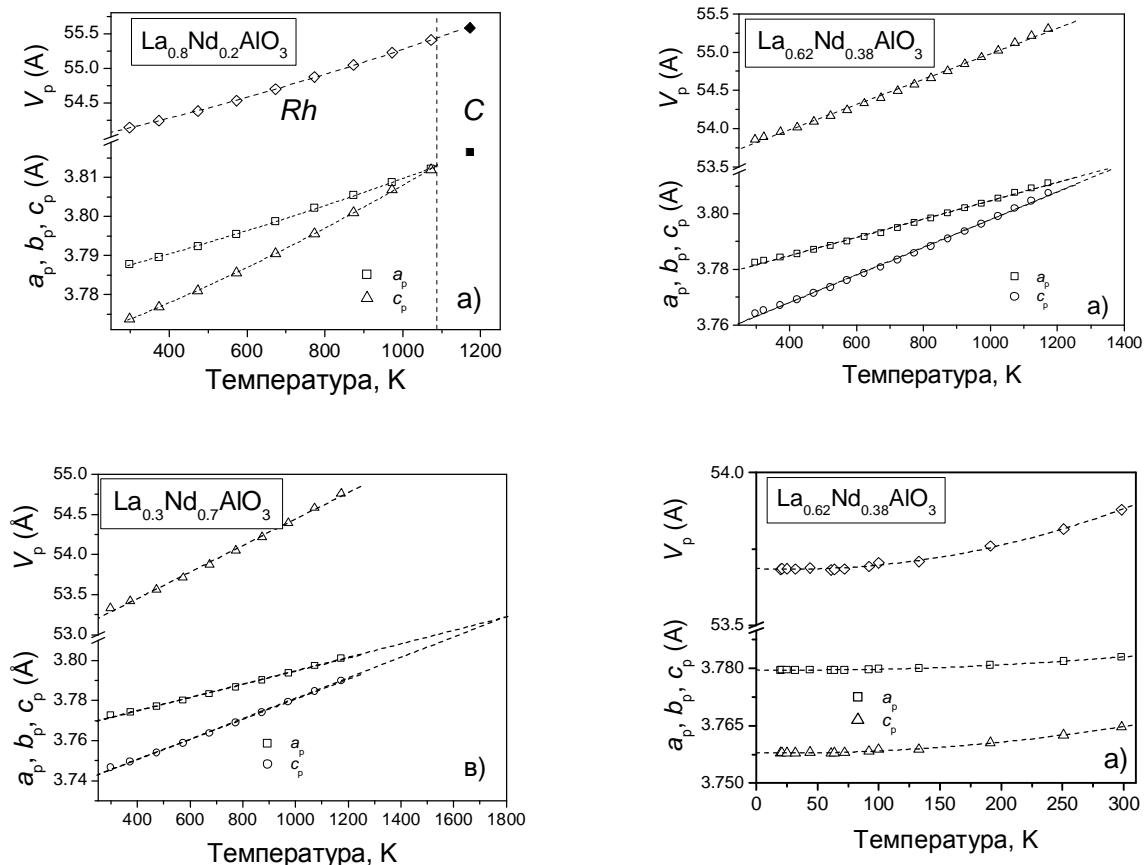 La0.8Nd0.2AlO3
Vp (A)
55.5
55.0
54.5
Rh
C
ap, bp, cp (A)
3.81
3.80
3.79
3.78
ap
cp
a)
400 600 800 1000 1200
Температура, K
La0.62Nd0.38AlO3
Vp (A)
55.5
55.0
54.5
54.0
53.5
ap, bp, cp (A)
3.80
3.78
3.76
ap
cp
a)
400 600 800 1000 1200 1400
Температура, K
La0.3Nd0.7AlO3
Vp (Å)
55.0
54.5
54.0
53.5
53.0
ap, bp, cp (Å)
3.80
3.78
3.76
3.74
ap
cp
в)
400 600 800 1000 1200 1400 1600 1800
Температура, K
La0.62Nd0.38AlO3
Vp (A)
54.0
53.5
ap, bp, cp (A)
3.780
3.765
3.750
ap
cp
a)
0 50 100 150 200 250 300
Температура, K